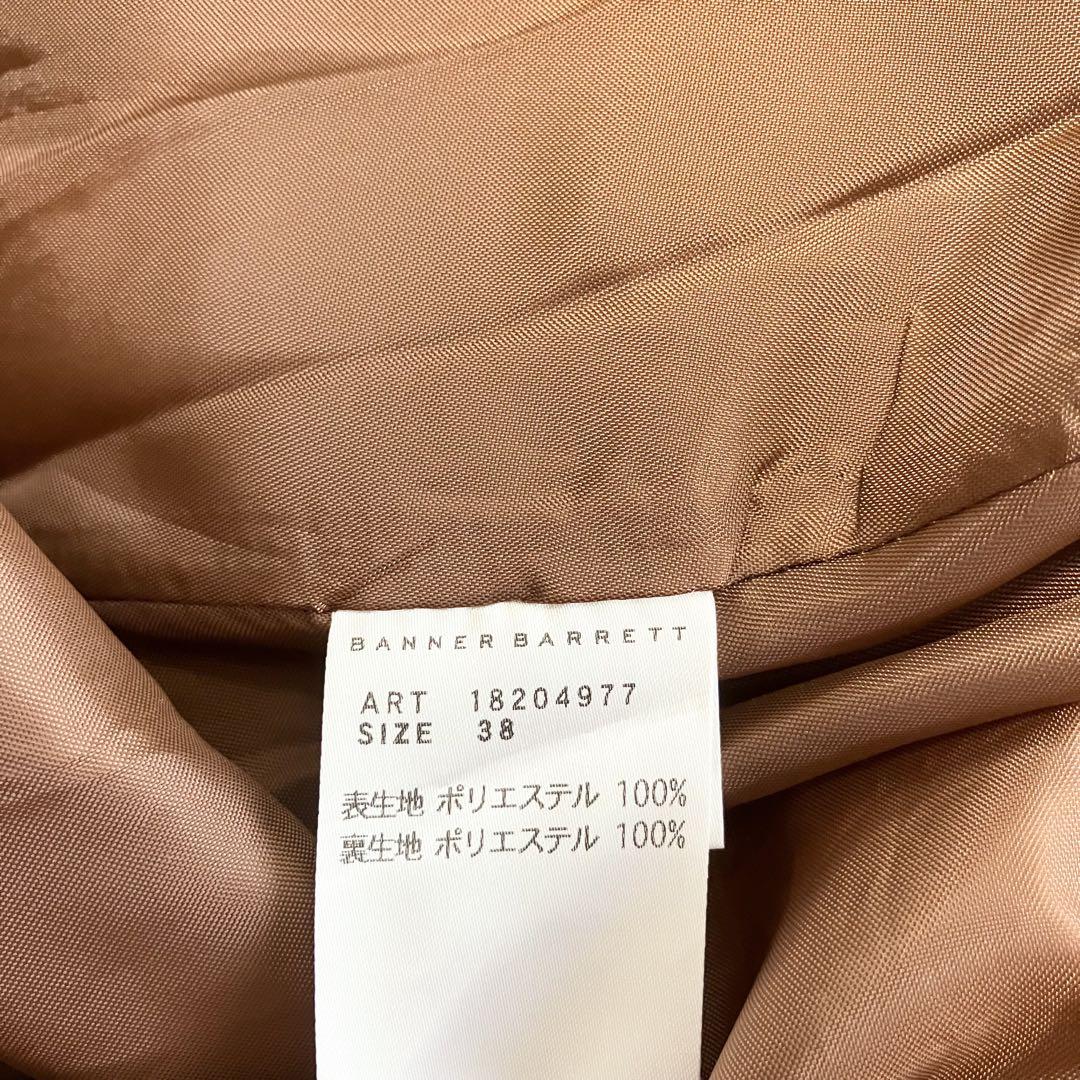 BANNER BARRETT
ART 18204977
SIZE 38
表生地 ポリエステル 100%
裏生地 ポリエステル 100%